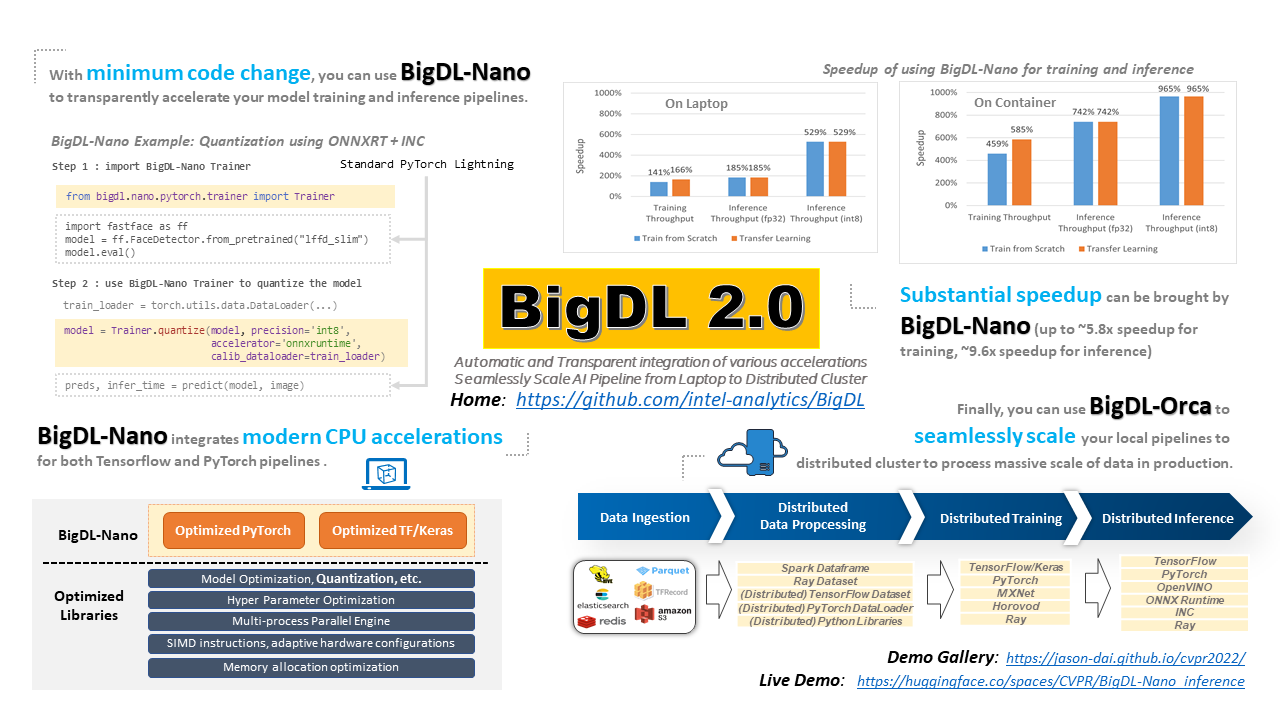 With minimum code change, you can use BigDL-Nano
to transparently accelerate your model training and inference pipelines.
BigDL-Nano Example: Quantization using ONNXRT + INC
Step 1 : import BigDL-Nano Trainer
Standard PyTorch Lightning
from bigdl.nano.pytorch.trainer import Trainer
import fastface as ff
model = ff.FaceDetector.from_pretrained("lffd_slim")
model.eval()
Step 2 : use BigDL-Nano Trainer to quantize the model
train_loader = torch.utils.data.DataLoader(...)
model = Trainer.quantize(model, precision='int8',
accelerator='onnxruntime',
calib_dataloader=train_loader)
preds, infer_time = predict(model, image)
Speedup of using BigDL-Nano for training and inference
On Laptop
Speedup
1000%
800%
600%
400%
200%
0%
141% 166%
185% 185%
529% 529%
Training Throughput
Inference Throughput (fp32)
Inference Throughput (int8)
Train from Scratch Transfer Learning
On Container
Speedup
1000%
800%
600%
400%
200%
0%
459% 585%
742% 742%
965% 965%
Training Throughput
Inference Throughput (fp32)
Inference Throughput (int8)
Train from Scratch Transfer Learning
BigDL 2.0
Automatic and Transparent integration of various accelerations
Seamlessly Scale AI Pipeline from Laptop to Distributed Cluster
Home: https://github.com/intel-analytics/BigDL
Substantial speedup can be brought by
BigDL-Nano (up to ~5.8x speedup for
training, ~9.6x speedup for inference)
BigDL-Nano integrates modern CPU accelerations
for both Tensorflow and PyTorch pipelines .
BigDL-Nano
Optimized PyTorch
Optimized TF/Keras
Optimized
Libraries
Model Optimization, Quantization, etc.
Hyper Parameter Optimization
Multi-process Parallel Engine
SIMD instructions, adaptive hardware configurations
Memory allocation optimization
Finally, you can use BigDL-Orca to
seamlessly scale your local pipelines to
distributed cluster to process massive scale of data in production.
Data Ingestion
Distributed
Data Propcessing
Distributed Training
Distributed Inference
HIVE
Parquet
elasticsearch
TFRecord
redis
amazon
S3
Spark Dataframe
Ray Dataset
(Distributed) TensorFlow Dataset
(Distributed) PyTorch DataLoader
(Distributed) Python Libraries
TensorFlow/Keras
PyTorch
MXNet
Horovod
Ray
TensorFlow
PyTorch
OpenVINO
ONNX Runtime
INC
Ray
Demo Gallery: https://jason-dai.github.io/cvpr2022/
Live Demo: https://huggingface.co/spaces/CVPR/BigDL-Nano_inference